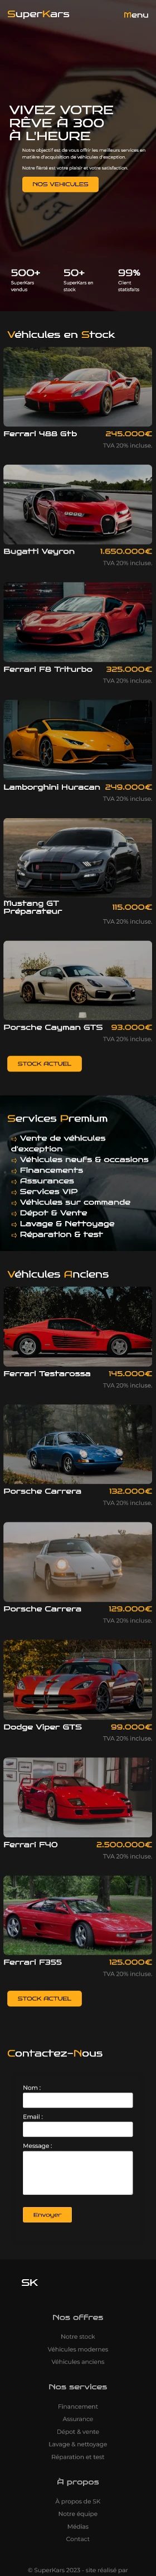 SuperKars
Menu
VIVEZ VOTRE
RÊVE À 300
À L'HEURE
Notre objectif est de vous offrir les meilleurs services en
matière d'acquisition de véhicules d'exception.
Notre fierté est votre plaisir et votre satisfaction.
NOS VEHICULES
500+
SuperKars
vendus
50+
SuperKars en
stock
99%
Client
statisfaits
Véhicules en Stock
Ferrari 488 Gtb
245.000€
TVA 20% incluse.
Bugatti Veyron
1.650.000€
TVA 20% incluse.
Ferrari F8 Triturbo
325.000€
TVA 20% incluse.
Lamborghini Huracan
249.000€
TVA 20% incluse.
Mustang GT
Préparateur
115.000€
TVA 20% incluse.
Porsche Cayman GTS
93.000€
TVA 20% incluse.
STOCK ACTUEL
Services Premium
Vente de véhicules
d'exception
Véhicules neufs & occasions
Financements
Assurances
Services VIP
Véhicules sur commande
Dépôt & Vente
Lavage & Nettoyage
Réparation & test
Véhicules Anciens
Ferrari Testarossa
145.000€
TVA 20% incluse.
Porsche Carrera
132.000€
TVA 20% incluse.
Porsche Carrera
129.000€
TVA 20% incluse.
Dodge Viper GTS
99.000€
TVA 20% incluse.
Ferrari F40
2.500.000€
TVA 20% incluse.
Ferrari F355
125.000€
TVA 20% incluse.
STOCK ACTUEL
Contactez-Nous
Nom :
Email :
Message :
Envoyer
SK
Nos offres
Notre stock
Véhicules modernes
Véhicules anciens
Nos services
Financement
Assurance
Dépot & vente
Lavage & nettoyage
Réparation et test
À propos
À propos de SK
Notre équipe
Médias
Contact
© SuperKars 2023 - site réalisé par